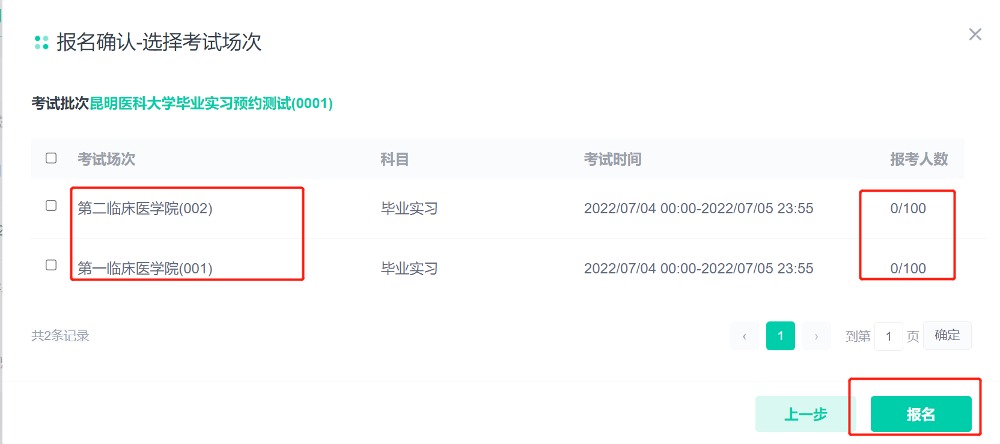 报名确认-选择考试场次
考试批次昆明医科大学毕业实习预约测试(0001)
考试场次 科目 考试时间 报考人数
第二临床医学院(002) 毕业实习 2022/07/04 00:00-2022/07/05 23:55 0/100
第一临床医学院(001) 毕业实习 2022/07/04 00:00-2022/07/05 23:55 0/100
共2条记录 ‹ 1 › 到第 1 页 确定
上一步 报名